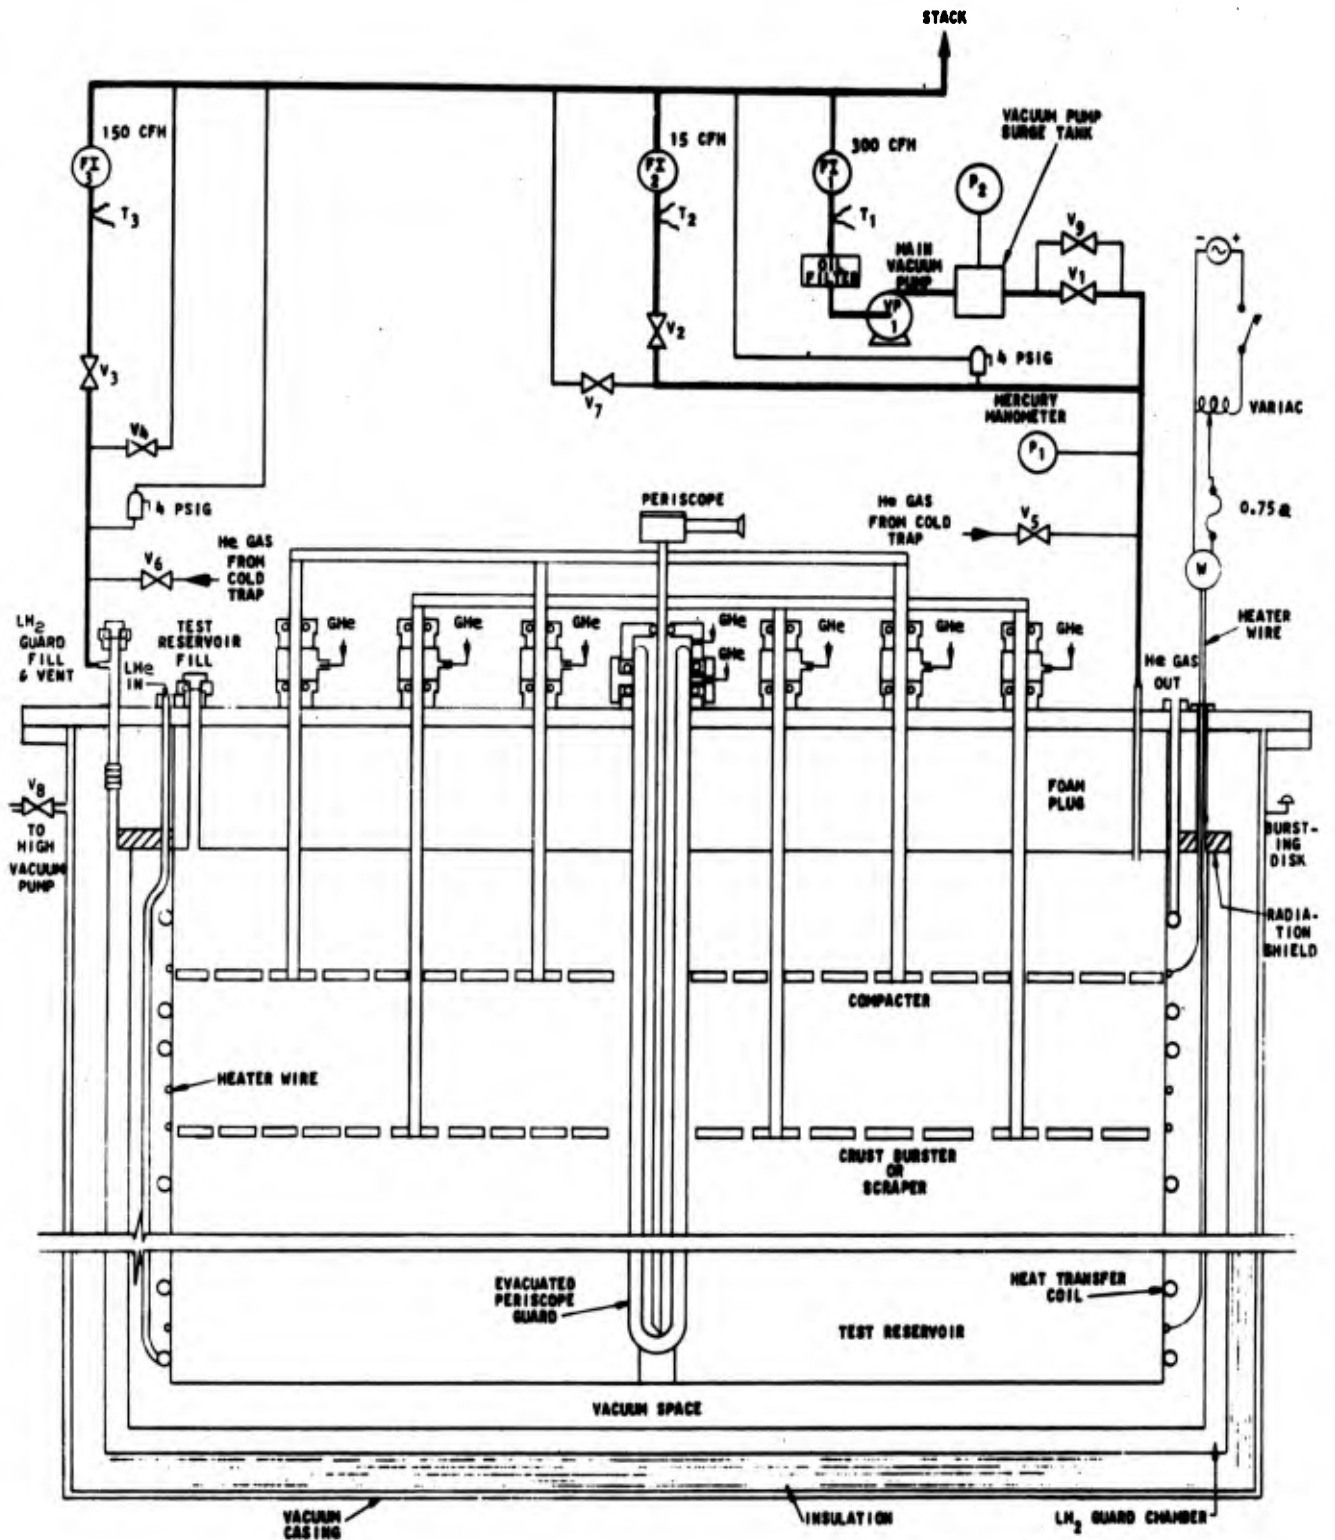 STACK
150 CFH
FI
3
T3
15 CFH
FI
2
T2
300 CFH
FI
1
T1
OIL
FILTER
VACUUM PUMP
SURGE TANK
P2
MAIN
VACUUM
PUMP
VP
1
V9
V1
- +
V3
V2
4 PSIG
V7
MERCURY
MANOMETER
VARIAC
V4
P1
4 PSIG
PERISCOPE
He GAS
FROM COLD
TRAP
V5
0.75
W
He GAS
FROM
COLD
TRAP
V6
LH2
GUARD
FILL
& VENT
LHe
IN
TEST
RESERVOIR
FILL
GHe
GHe
GHe
GHe
GHe
GHe
GHe
GHe
HEATER
WIRE
He GAS
OUT
V8
TO
HIGH
VACUUM
PUMP
FOAM
PLUG
BURST-
ING
DISK
RADIA-
TION
SHIELD
COMPACTER
HEATER WIRE
CRUST BURSTER
OR
SCRAPER
EVACUATED
PERISCOPE
GUARD
HEAT TRANSFER
COIL
TEST RESERVOIR
VACUUM SPACE
VACUUM
CASING
INSULATION
LH2 GUARD CHAMBER